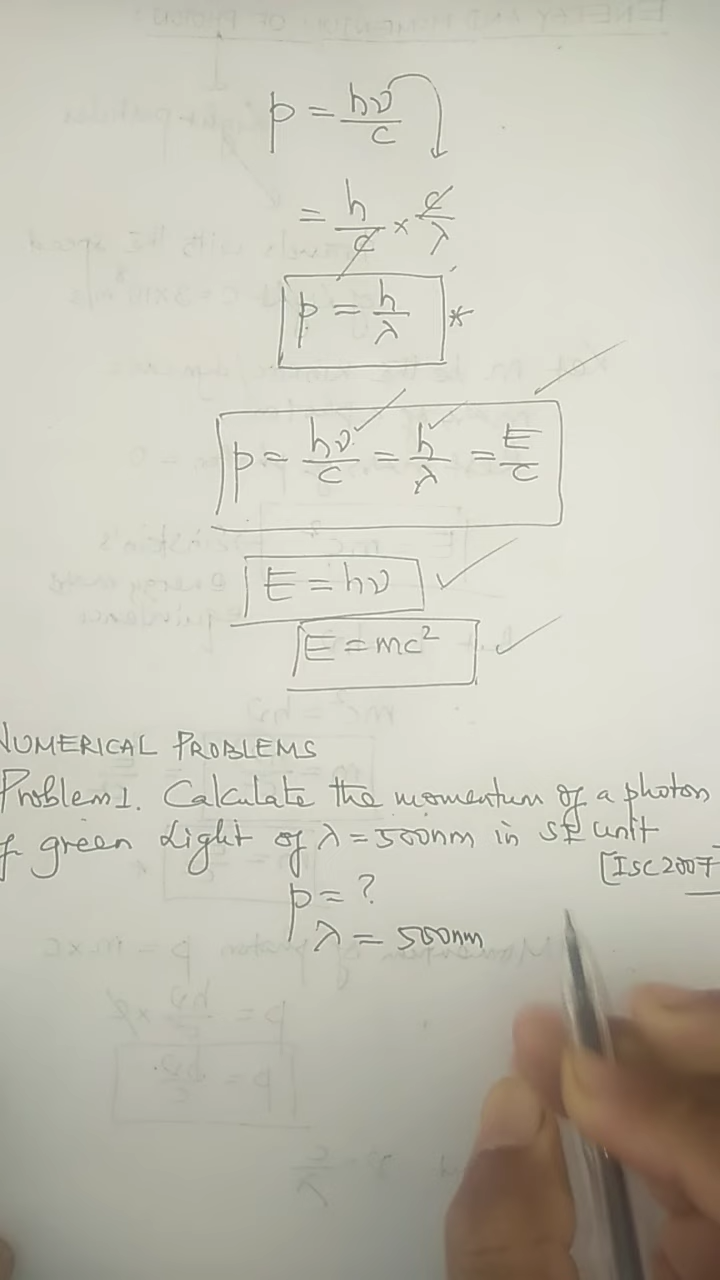 p = hν/c
= h/c × c/λ
p = h/λ *
p = hν/c = h/λ = E/c
E = hν
E = mc²
NUMERICAL PROBLEMS
Problem 1. Calculate the momentum of a photon
of green light of λ = 500nm in SI unit
[ISC 2007
p = ?
λ = 500nm